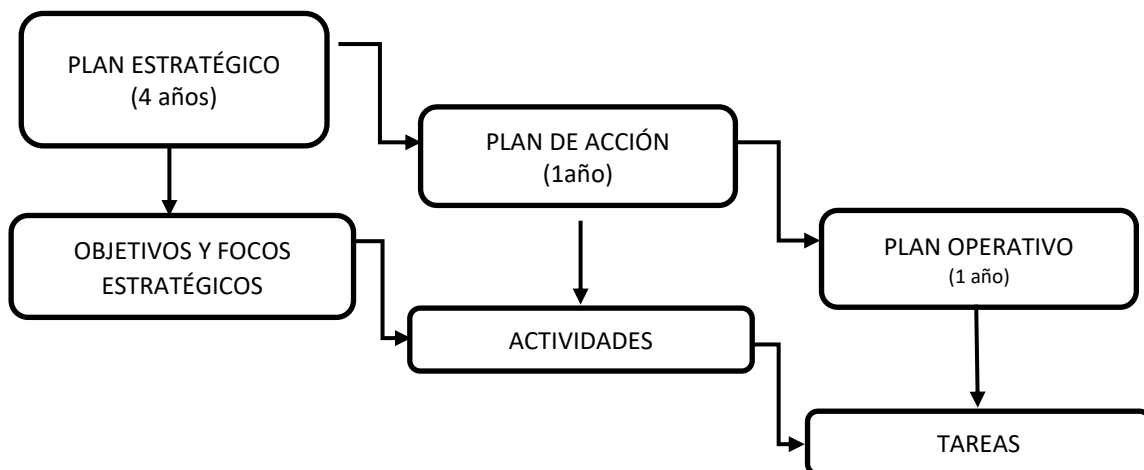 PLAN ESTRATÉGICO
(4 años)
PLAN DE ACCIÓN
(1año)
OBJETIVOS Y FOCOS
ESTRATÉGICOS
PLAN OPERATIVO
(1 año)
ACTIVIDADES
TAREAS